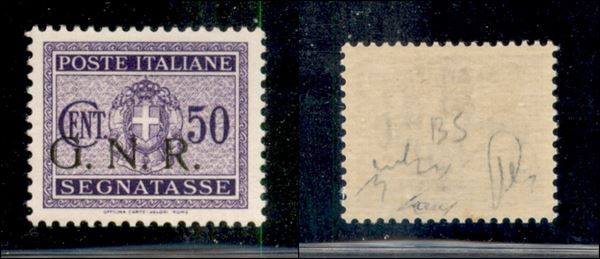 POSTE ITALIANE
CENT. 50
G. N. R.
SEGNATASSE
OFFICINA CARTE-VALORI ROMA
BS